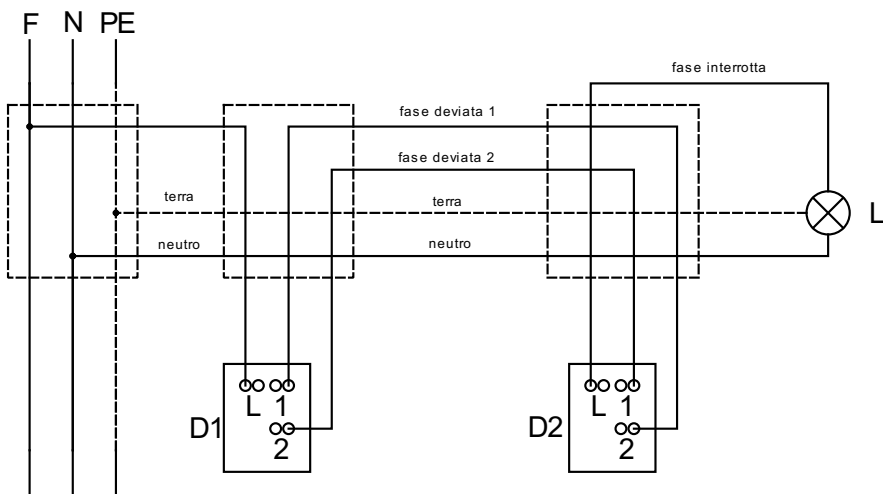 F N PE
fase interrotta
fase deviata 1
fase deviata 2
terra
terra
L
neutro
neutro
D1
L 1
2
D2
L 1
2